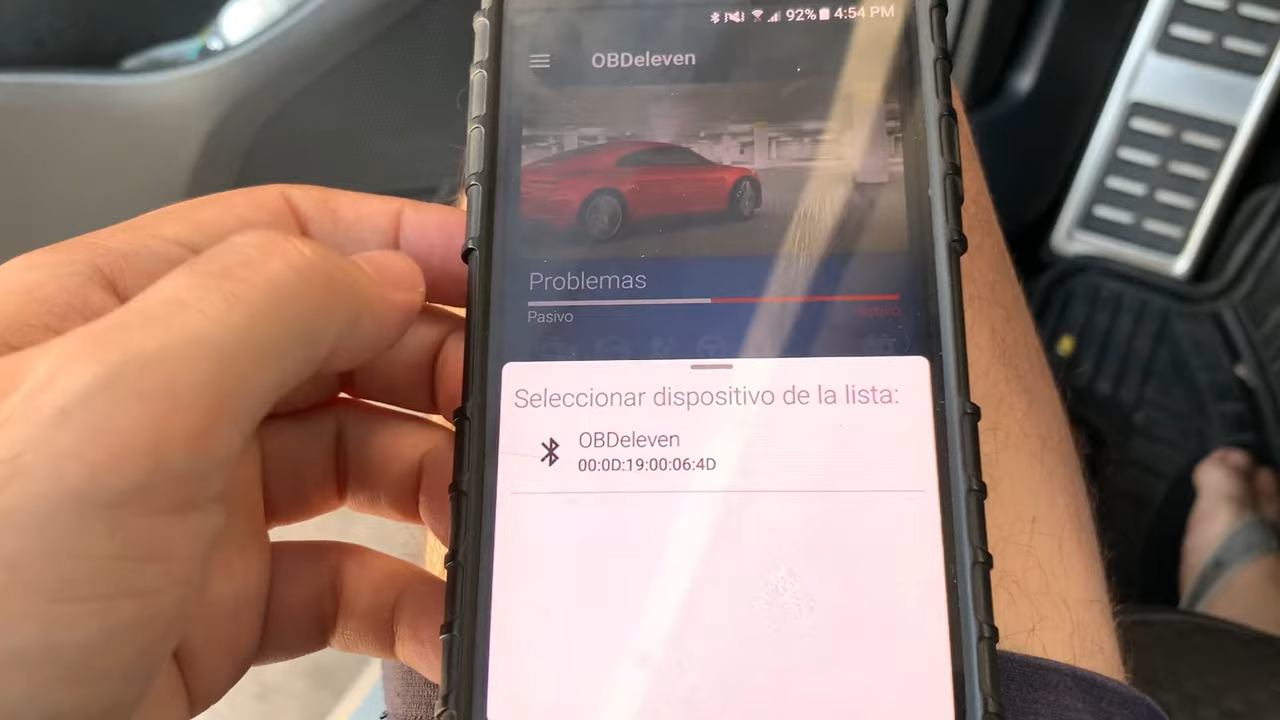 92% 4:54 PM
OBDeleven
Problemas
Pasivo
Activo
Seleccionar dispositivo de la lista:
OBDeleven
00:0D:19:00:06:4D